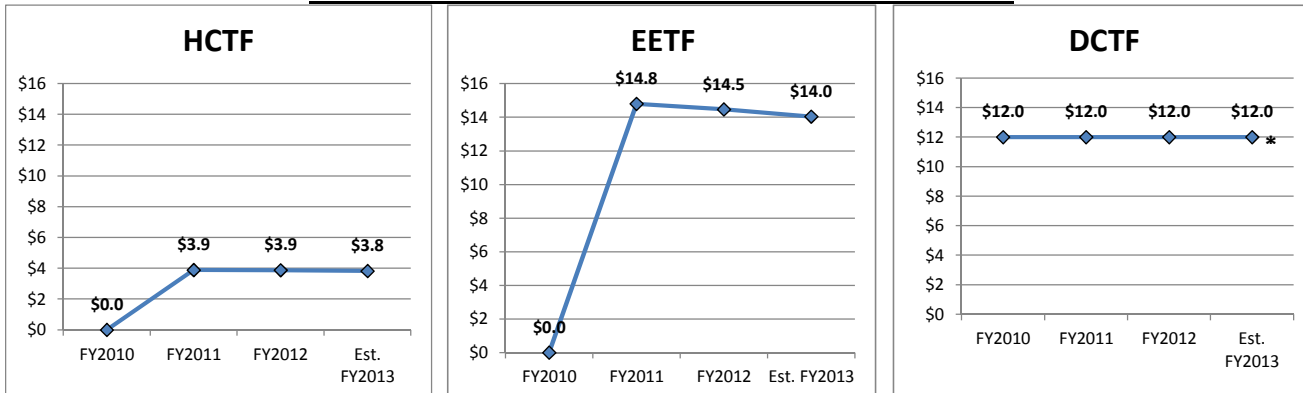 HCTF
$16
$14
$12
$10
$8
$6
$4
$2
$0
$0.0
$3.9
$3.9
$3.8
FY2010
FY2011
FY2012
Est.
FY2013
EETF
$16
$14
$12
$10
$8
$6
$4
$2
$0
$0.0
$14.8
$14.5
$14.0
FY2010
FY2011
FY2012
Est. FY2013
DCTF
$16
$14
$12
$10
$8
$6
$4
$2
$0
$12.0
$12.0
$12.0
$12.0
*
FY2010
FY2011
FY2012
Est.
FY2013